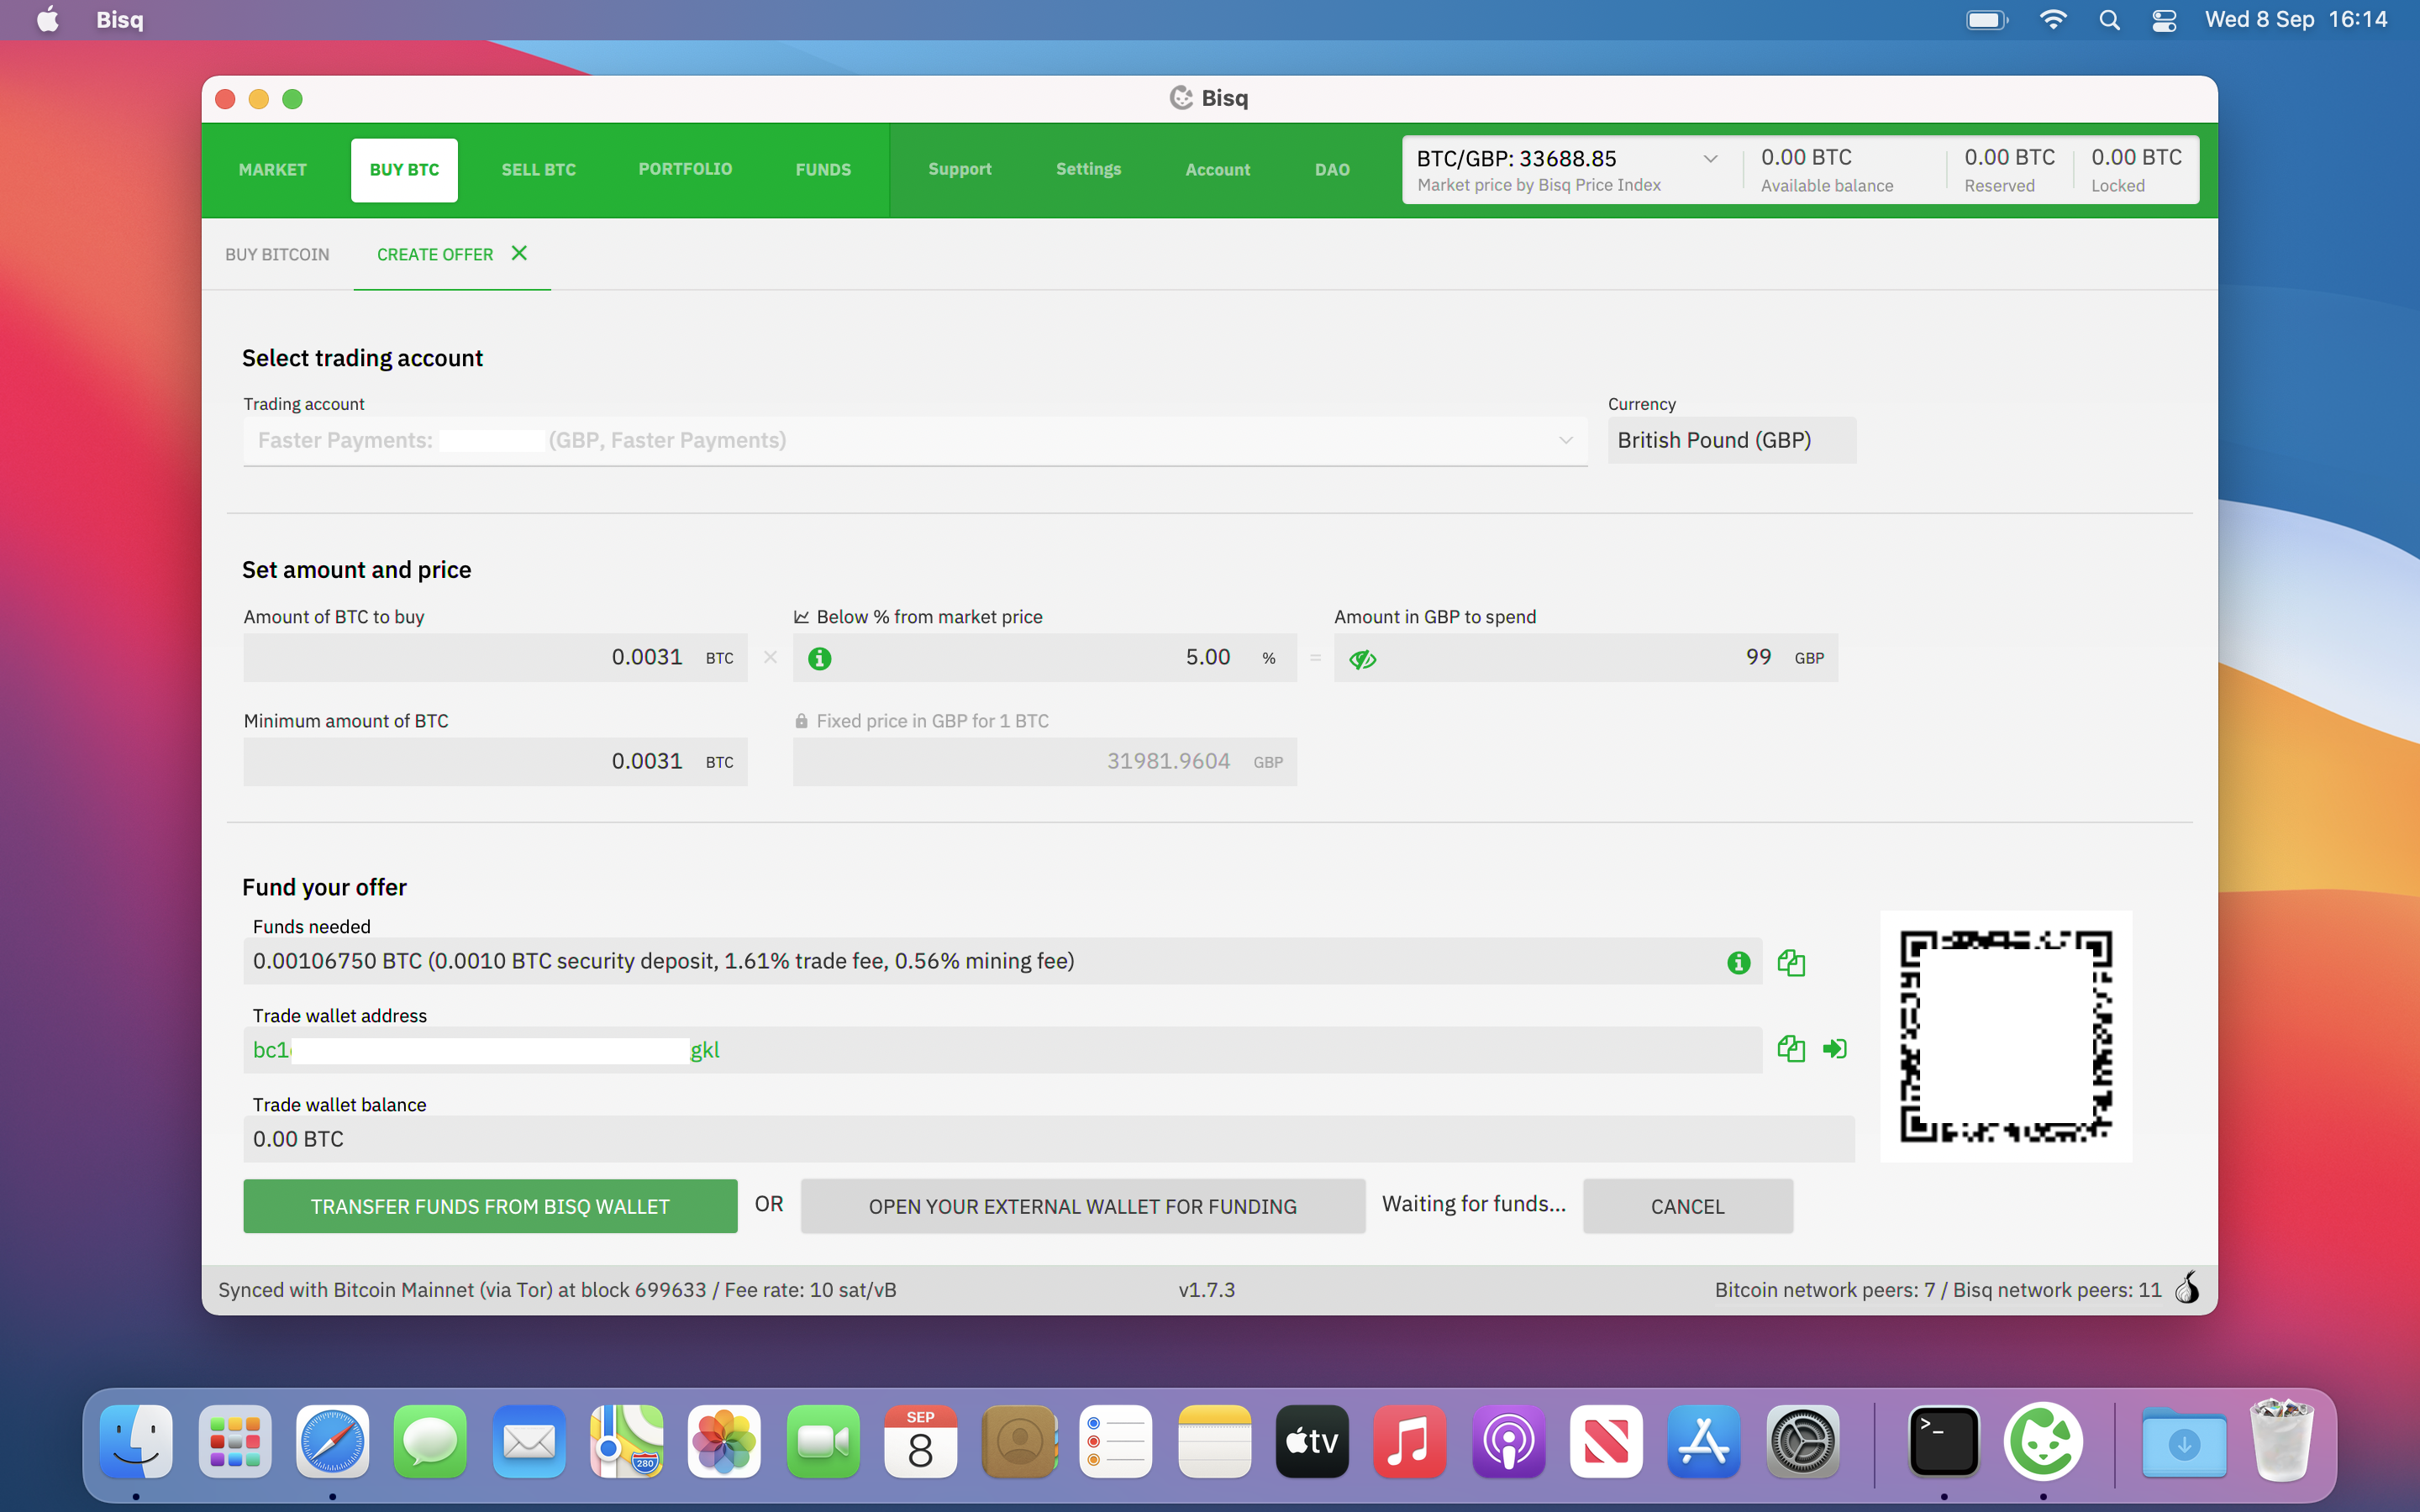 Bisq
Wed 8 Sep 16:14
Bisq
MARKET
BUY BTC
SELL BTC
PORTFOLIO
FUNDS
Support
Settings
Account
DAO
BTC/GBP: 33688.85
Market price by Bisq Price Index
0.00 BTC
Available balance
0.00 BTC
Reserved
0.00 BTC
Locked
BUY BITCOIN
CREATE OFFER
Select trading account
Trading account
Currency
Faster Payments: (GBP, Faster Payments)
British Pound (GBP)
Set amount and price
Amount of BTC to buy
Below % from market price
Amount in GBP to spend
0.0031 BTC
×
5.00 %
=
99 GBP
Minimum amount of BTC
Fixed price in GBP for 1 BTC
0.0031 BTC
31981.9604 GBP
Fund your offer
Funds needed
0.00106750 BTC (0.0010 BTC security deposit, 1.61% trade fee, 0.56% mining fee)
Trade wallet address
bc1 gkl
Trade wallet balance
0.00 BTC
TRANSFER FUNDS FROM BISQ WALLET
OR
OPEN YOUR EXTERNAL WALLET FOR FUNDING
Waiting for funds...
CANCEL
Synced with Bitcoin Mainnet (via Tor) at block 699633 / Fee rate: 10 sat/vB
v1.7.3
Bitcoin network peers: 7 / Bisq network peers: 11
280
SEP
8
tv
>_